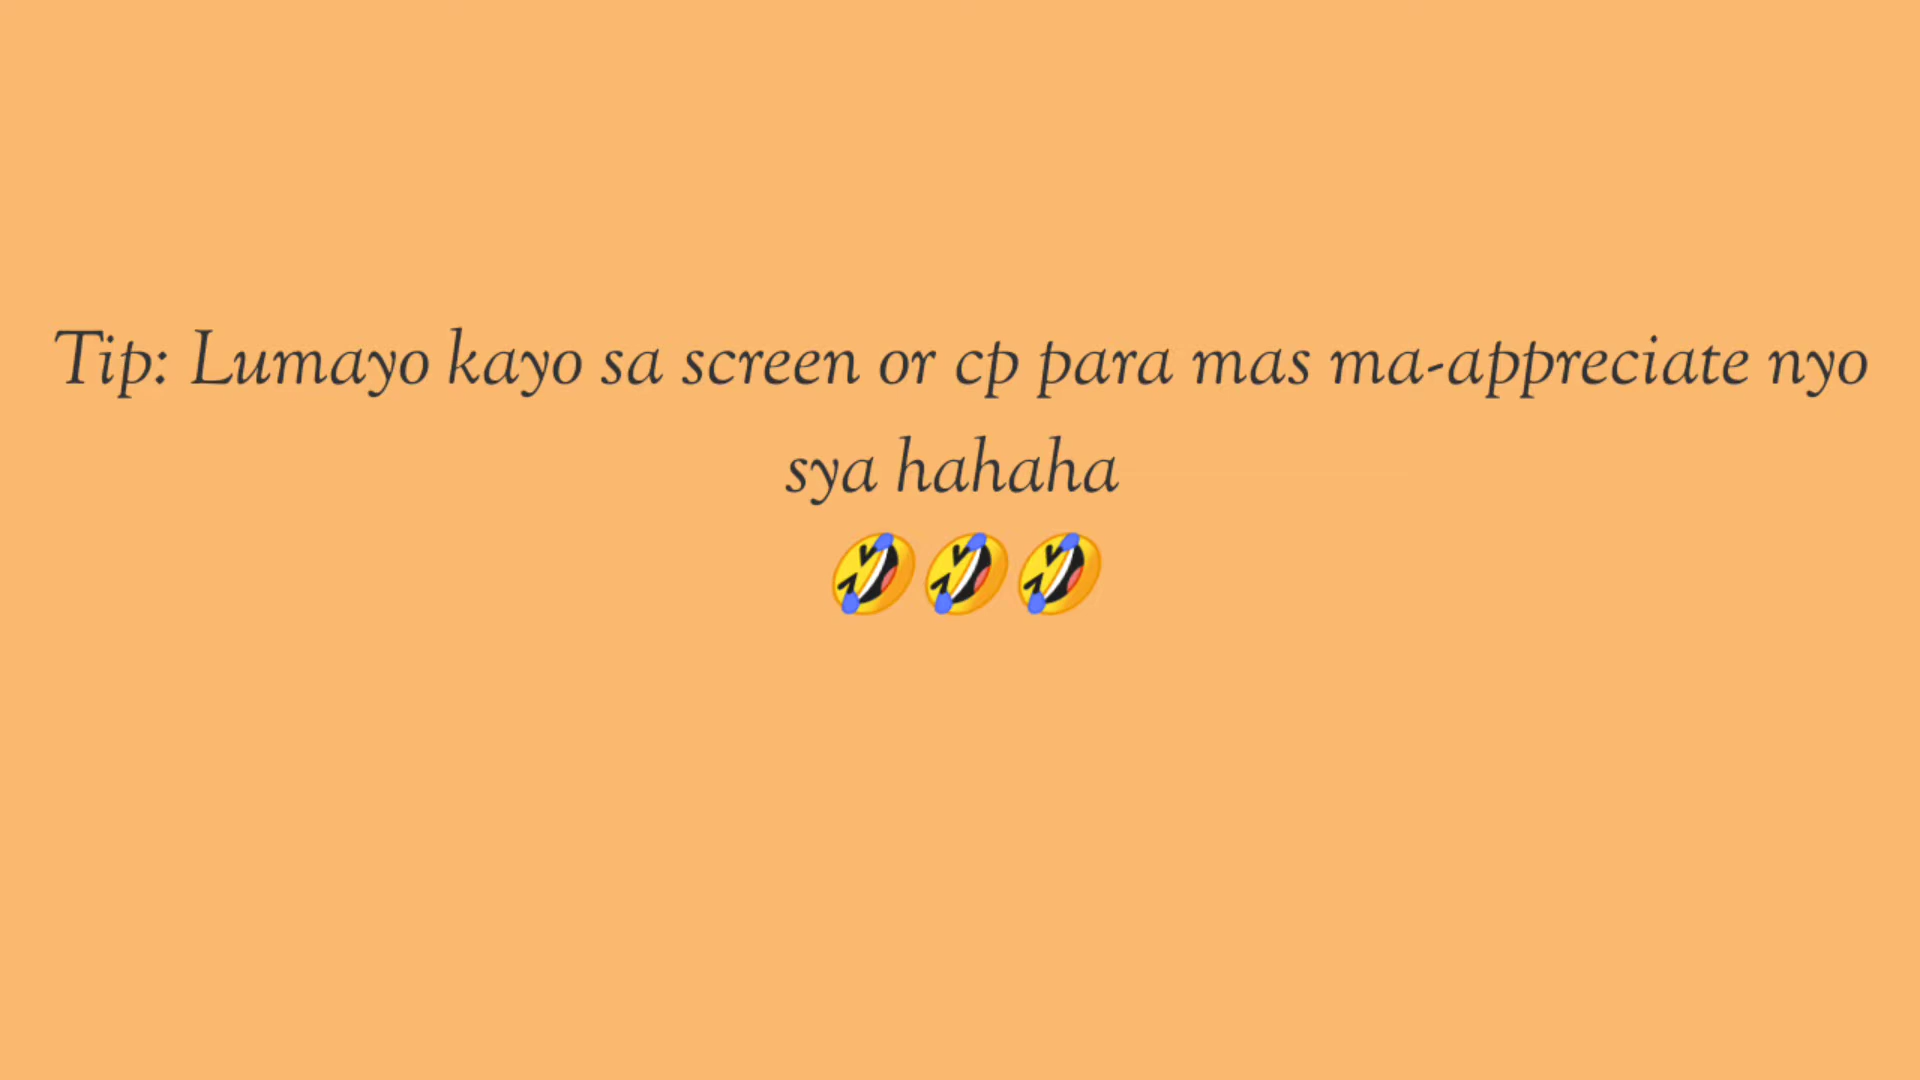 Tip: Lumayo kayo sa screen or cp para mas ma-appreciate nyo
sya hahaha
🤣🤣🤣